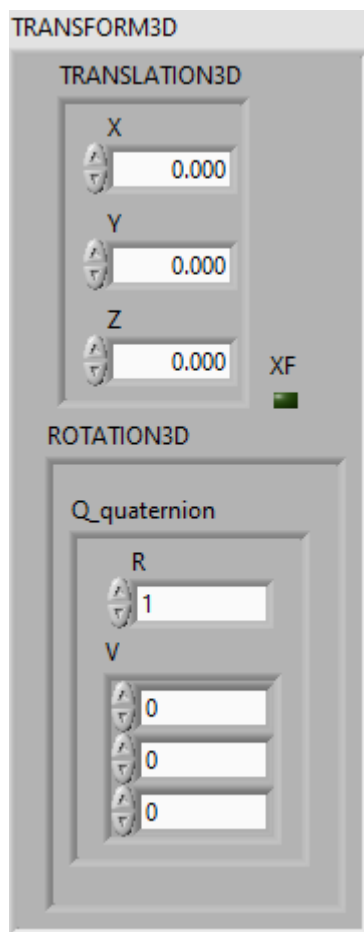 TRANSFORM3D
TRANSLATION3D
X
0.000
Y
0.000
Z
0.000
XF
ROTATION3D
Q_quaternion
R
1
V
0
0
0